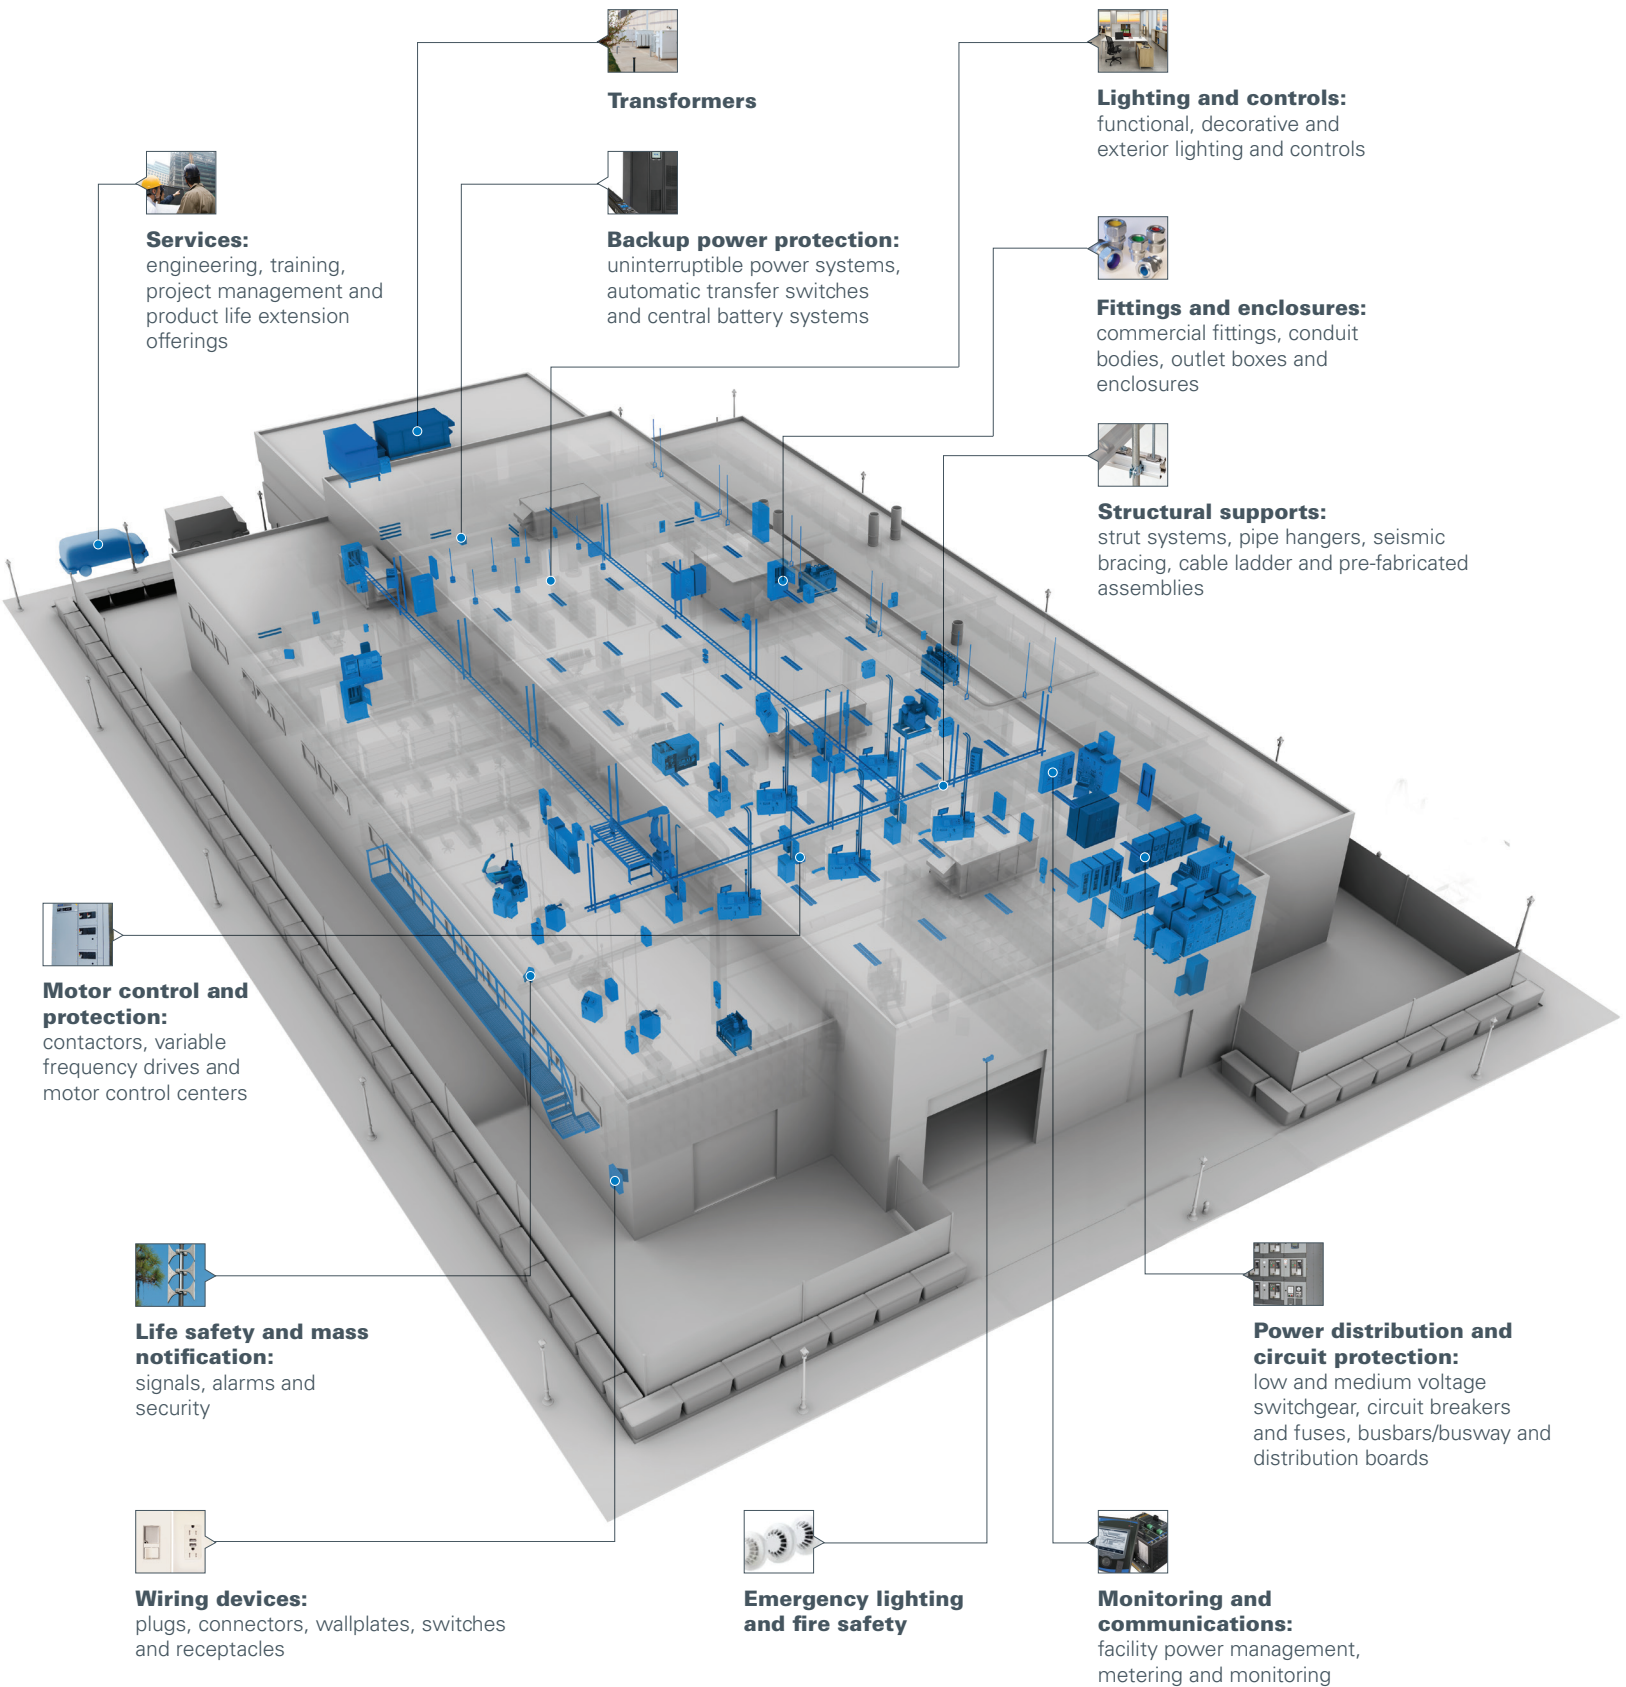 Transformers
Lighting and controls:
functional, decorative and
exterior lighting and controls
Services:
engineering, training,
project management and
product life extension
offerings
Backup power protection:
uninterruptible power systems,
automatic transfer switches
and central battery systems
Fittings and enclosures:
commercial fittings, conduit
bodies, outlet boxes and
enclosures
Structural supports:
strut systems, pipe hangers, seismic
bracing, cable ladder and pre-fabricated
assemblies
Motor control and
protection:
contactors, variable
frequency drives and
motor control centers
Life safety and mass
notification:
signals, alarms and
security
Power distribution and
circuit protection:
low and medium voltage
switchgear, circuit breakers
and fuses, busbars/busway and
distribution boards
Wiring devices:
plugs, connectors, wallplates, switches
and receptacles
Emergency lighting
and fire safety
Monitoring and
communications:
facility power management,
metering and monitoring